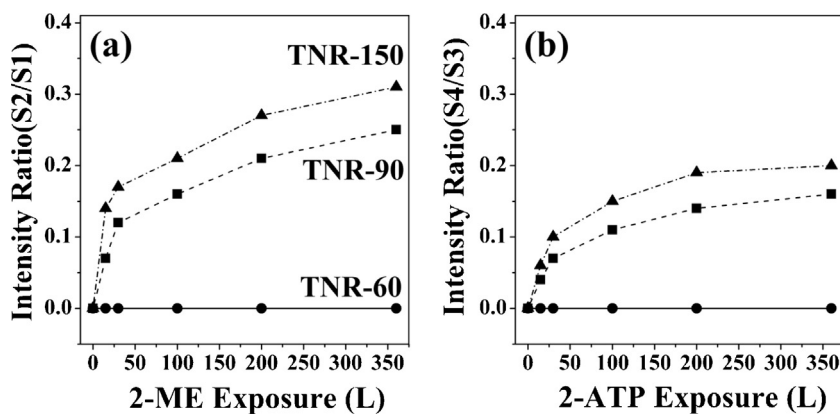 (a)
TNR-150
TNR-90
TNR-60
Intensity Ratio(S2/S1)
0.4
0.3
0.2
0.1
0.0
0 50 100 150 200 250 300 350
2-ME Exposure (L)
(b)
Intensity Ratio(S4/S3)
0.4
0.3
0.2
0.1
0.0
0 50 100 150 200 250 300 350
2-ATP Exposure (L)